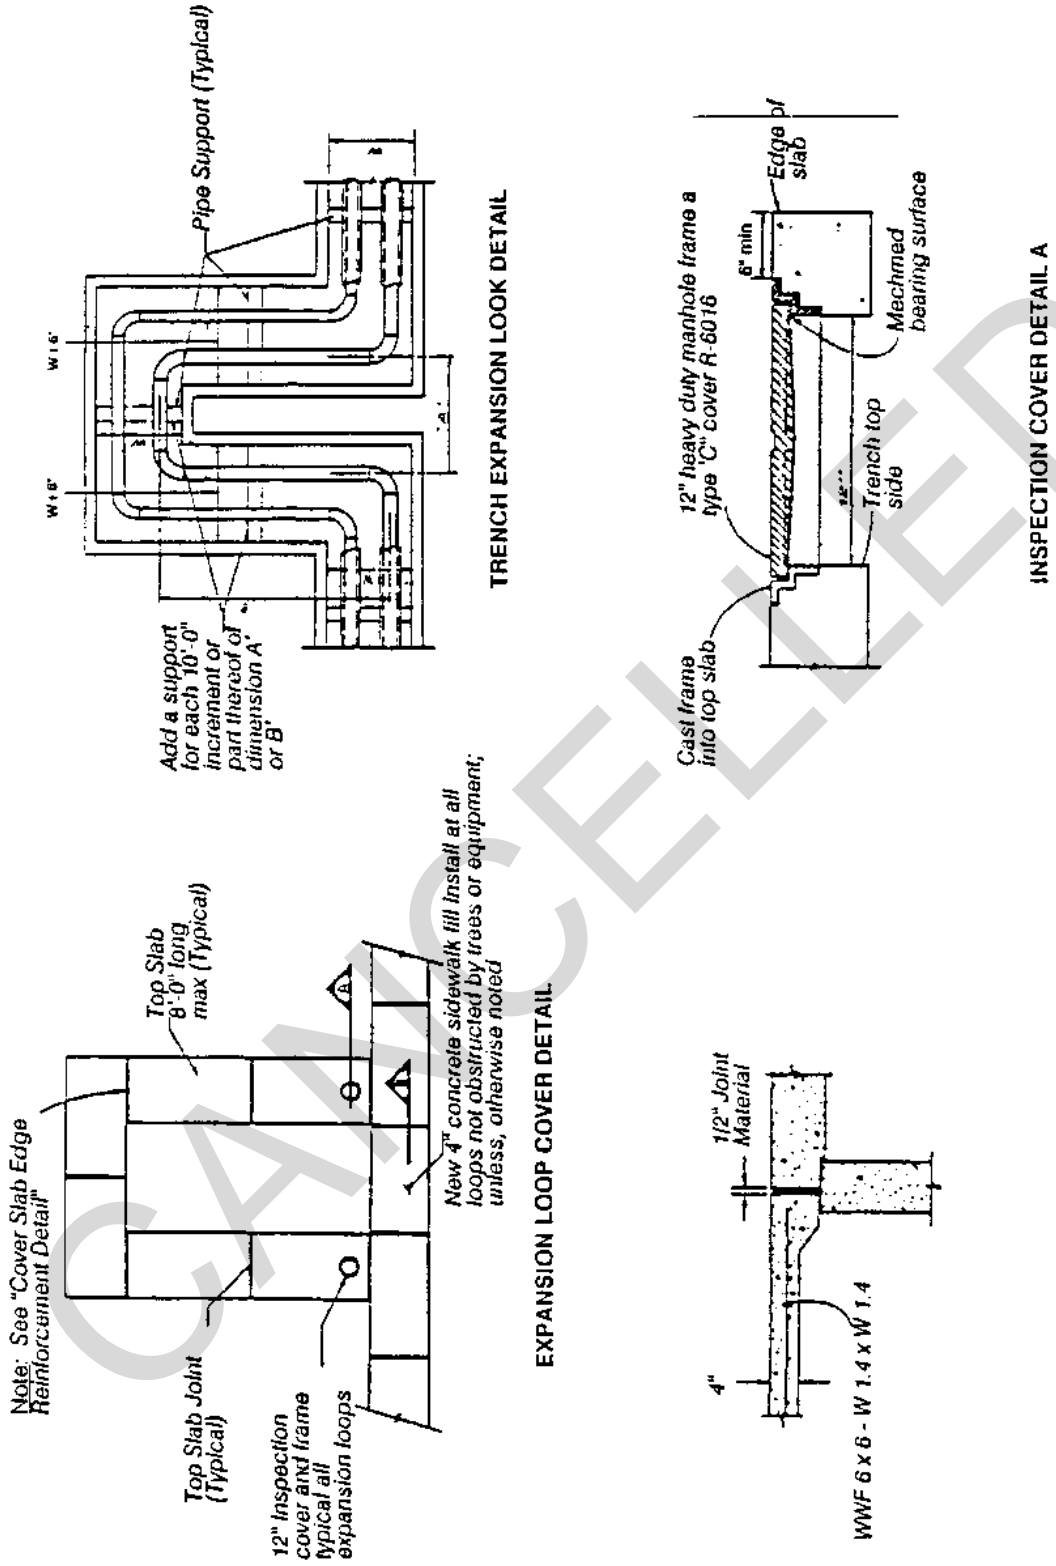 Note: See "Cover Slab Edge
Reinforcement Detail"
Top Slab
8'-0" long
max (Typical)
Top Slab Joint
(Typical)
12" Inspection
cover and frame
typical all
expansion loops
A
New 4" concrete sidewalk fill install at all
loops not obstructed by trees or equipment;
unless, otherwise noted
EXPANSION LOOP COVER DETAIL
Add a support
for each 10'-0"
increment or
part thereof of
dimension A'
or B'
W+6"
W+6'
Pipe Support (Typical)
'A'
TRENCH EXPANSION LOOK DETAIL
4"
1/2" Joint
Material
WWF 6 x 6 - W 1.4 x W 1.4
Cast frame
into top slab
12" heavy duty manhole frame a
type "C" cover R-6016
6" min
Edge of
slab
Trench top
side
Mechmed
bearing surface
INSPECTION COVER DETAIL A
CANCELLED